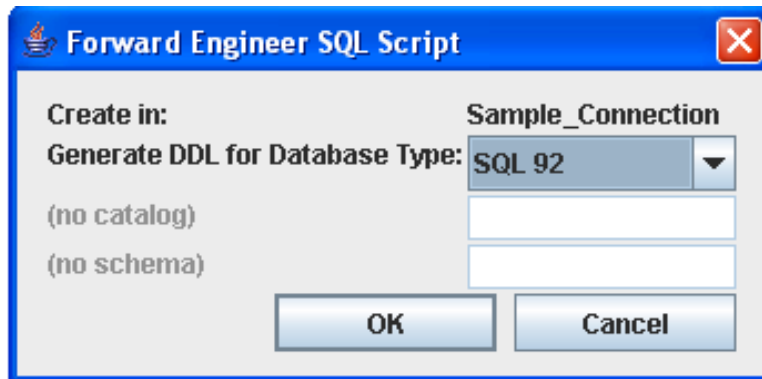 Forward Engineer SQL Script
Create in: Sample_Connection
Generate DDL for Database Type: SQL 92
(no catalog)
(no schema)
OK Cancel